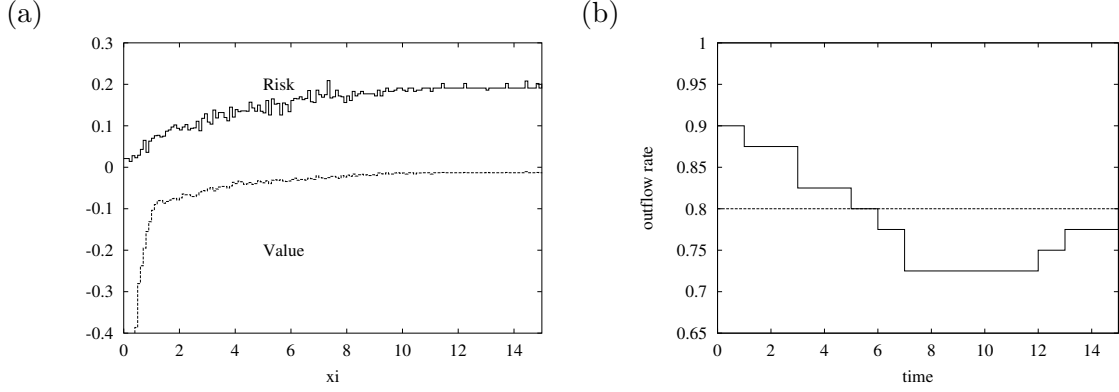 (a)
0.3
0.2
0.1
0
-0.1
-0.2
-0.3
-0.4
Risk
Value
0 2 4 6 8 10 12 14
xi
(b)
1
0.95
0.9
0.85
0.8
0.75
0.7
0.65
outflow rate
0 2 4 6 8 10 12 14
time